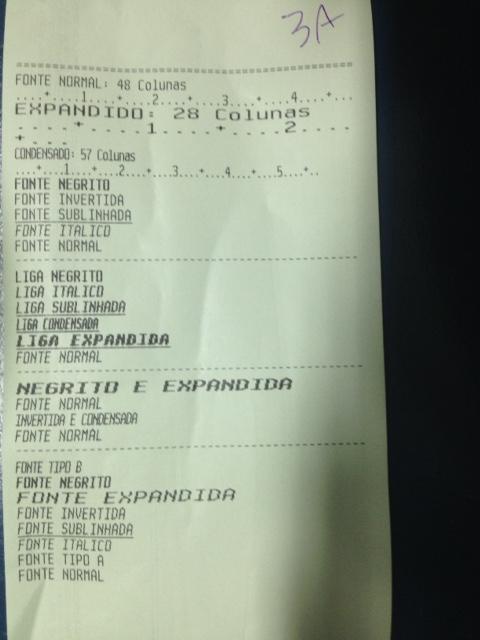 3A
================================================
FONTE NORMAL: 48 Colunas
....+....1....+....2....+....3....+....4....+...
EXPANDIDO: 28 Colunas
....+....1....+....2....
+...
CONDENSADO: 57 Colunas
....+....1....+....2....+....3....+....4....+....5....+..
FONTE NEGRITO
FONTE INVERTIDA
FONTE SUBLINHADA
FONTE ITALICO
FONTE NORMAL
------------------------------------------------
LIGA NEGRITO
LIGA ITALICO
LIGA SUBLINHADA
LIGA CONDENSADA
LIGA EXPANDIDA
FONTE NORMAL
------------------------------------------------
NEGRITO E EXPANDIDA
FONTE NORMAL
INVERTIDA E CONDENSADA
FONTE NORMAL
------------------------------------------------
FONTE TIPO B
FONTE NEGRITO
FONTE EXPANDIDA
FONTE INVERTIDA
FONTE SUBLINHADA
FONTE ITALICO
FONTE TIPO A
FONTE NORMAL